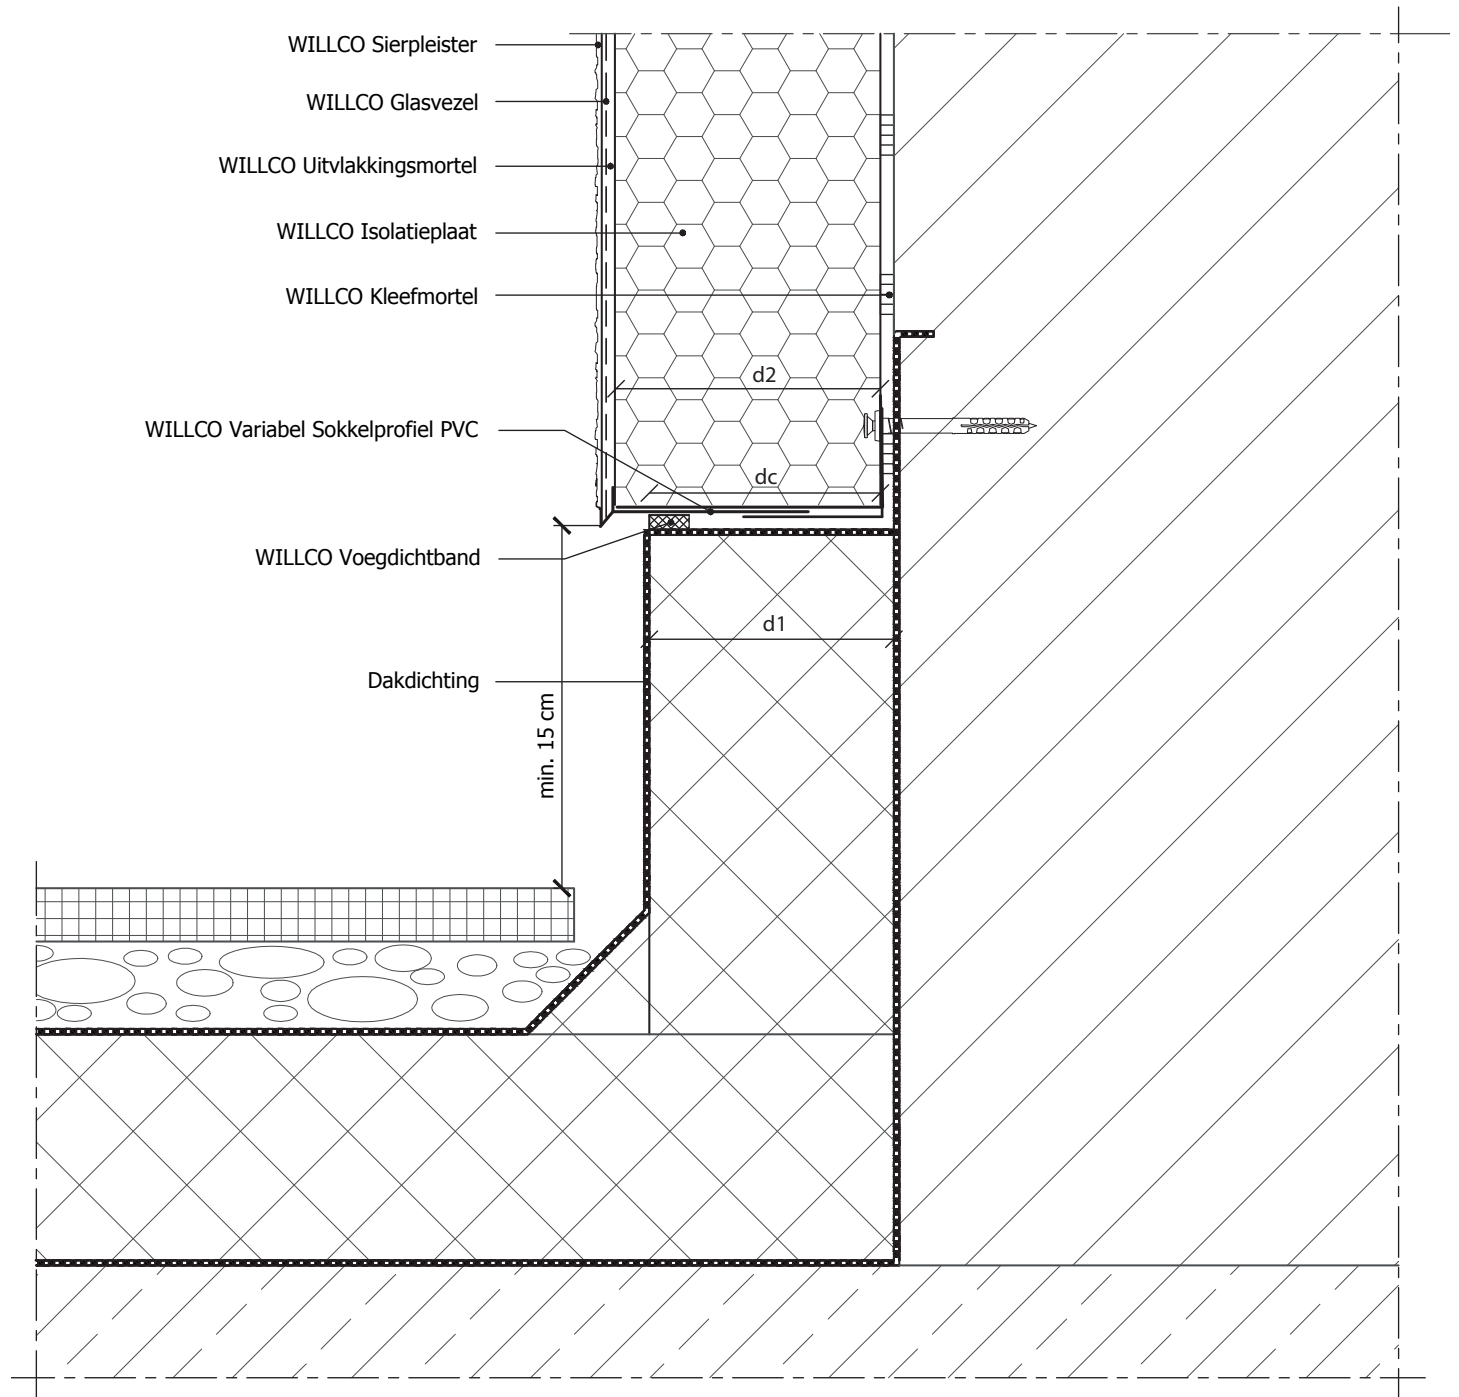 WILLCO Sierpleister
WILLCO Glasvezel
WILLCO Uitvlakkingsmortel
WILLCO Isolatieplaat
WILLCO Kleefmortel
d2
WILLCO Variabel Sokkelprofiel PVC
dc
WILLCO Voegdichtband
d1
Dakdichting
min. 15 cm